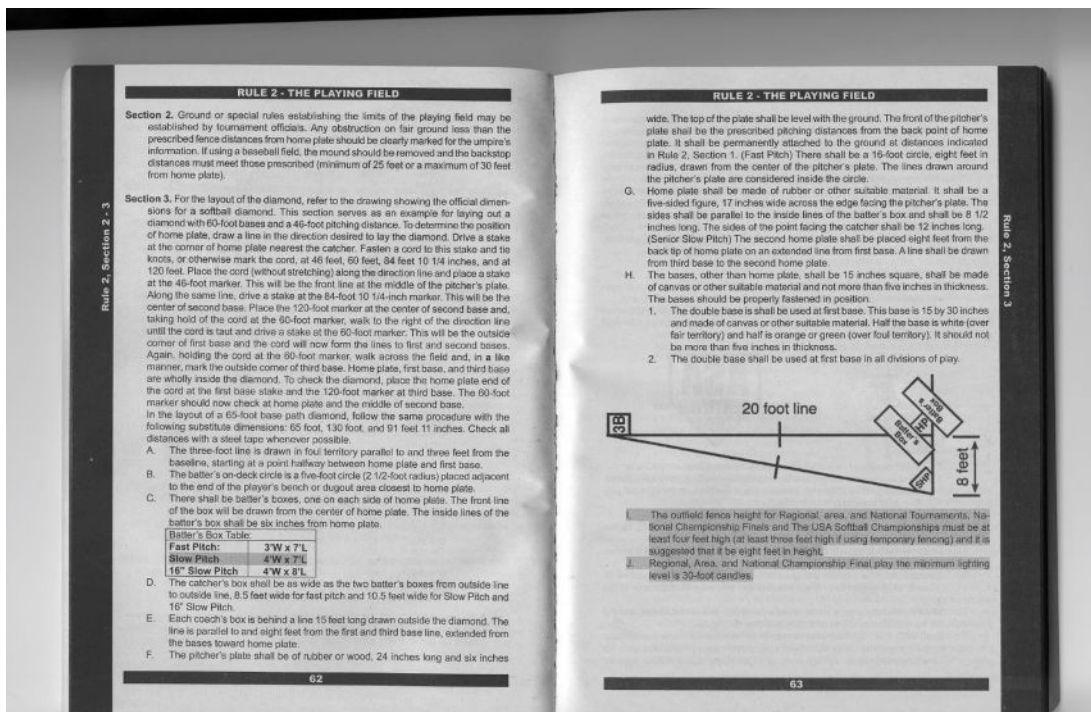 RULE 2 - THE PLAYING FIELD
Rule 2, Section 2 - 3
Section 2. Ground or special rules establishing the limits of the playing field may be
established by tournament officials. Any obstruction on fair ground less than the
prescribed fence distances from home plate should be clearly marked for the umpire's
information. If using a baseball field, the mound should be removed and the backstop
distances must meet those prescribed (minimum of 25 feet or a maximum of 30 feet
from home plate).
Section 3. For the layout of the diamond, refer to the drawing showing the official dimen-
sions for a softball diamond. This section serves as an example for laying out a
diamond with 60-foot bases and a 46-foot pitching distance. To determine the position
of home plate, draw a line in the direction desired to lay the diamond. Drive a stake
at the corner of home plate nearest the catcher. Fasten a cord to this stake and tie
knots, or otherwise mark the cord, at 46 feet, 60 feet, 84 feet 10 1/4 inches, and at
120 feet. Place the cord (without stretching) along the direction line and place a stake
at the 46-foot marker. This will be the front line at the middle of the pitcher's plate.
Along the same line, drive a stake at the 84-foot 10 1/4-inch marker. This will be the
center of second base. Place the 120-foot marker at the center of second base and,
taking hold of the cord at the 60-foot marker, walk to the right of the direction line
until the cord is taut and drive a stake at the 60-foot marker. This will be the outside
corner of first base and the cord will now form the lines to first and second bases.
Again, holding the cord at the 60-foot marker, walk across the field and, in a like
manner, mark the outside corner of third base. Home plate, first base, and third base
are wholly inside the diamond. To check the diamond, place the home plate end of
the cord at the first base stake and the 120-foot marker at third base. The 60-foot
marker should now check at home plate and the middle of second base.
In the layout of a 65-foot base path diamond, follow the same procedure with the
following substitute dimensions: 65 foot, 130 foot, and 91 feet 11 inches. Check all
distances with a steel tape whenever possible.
A. The three-foot line is drawn in foul territory parallel to and three feet from the
baseline, starting at a point halfway between home plate and first base.
B. The batter's on-deck circle is a five-foot circle (2 1/2-foot radius) placed adjacent
to the end of the player's bench or dugout area closest to home plate.
C. There shall be batter's boxes, one on each side of home plate. The front line
of the box will be drawn from the center of home plate. The inside lines of the
batter's box shall be six inches from home plate.
Batter's Box Table:
Fast Pitch: 3'W x 7'L
Slow Pitch 4'W x 7'L
16" Slow Pitch 4'W x 8'L
D. The catcher's box shall be as wide as the two batter's boxes from outside line
to outside line, 8.5 feet wide for fast pitch and 10.5 feet wide for Slow Pitch and
16" Slow Pitch.
E. Each coach's box is behind a line 15 feet long drawn outside the diamond. The
line is parallel to and eight feet from the first and third base line, extended from
the bases toward home plate.
F. The pitcher's plate shall be of rubber or wood, 24 inches long and six inches
62
RULE 2 - THE PLAYING FIELD
Rule 2, Section 3
wide. The top of the plate shall be level with the ground. The front of the pitcher's
plate shall be the prescribed pitching distances from the back point of home
plate. It shall be permanently attached to the ground at distances indicated
in Rule 2, Section 1. (Fast Pitch) There shall be a 16-foot circle, eight feet in
radius, drawn from the center of the pitcher's plate. The lines drawn around
the pitcher's plate are considered inside the circle.
G. Home plate shall be made of rubber or other suitable material. It shall be a
five-sided figure, 17 inches wide across the edge facing the pitcher's plate. The
sides shall be parallel to the inside lines of the batter's box and shall be 8 1/2
inches long. The sides of the point facing the catcher shall be 12 inches long.
(Senior Slow Pitch) The second home plate shall be placed eight feet from the
back tip of home plate on an extended line from first base. A line shall be drawn
from third base to the second home plate.
H. The bases, other than home plate, shall be 15 inches square, shall be made
of canvas or other suitable material and not more than five inches in thickness.
The bases should be properly fastened in position.
1. The double base is shall be used at first base. This base is 15 by 30 inches
and made of canvas or other suitable material. Half the base is white (over
fair territory) and half is orange or green (over foul territory). It should not
be more than five inches in thickness.
2. The double base shall be used at first base in all divisions of play.
3B
20 foot line
Batter's
Box
HP
Batter's
Box
SHP
8 feet
I. The outfield fence height for Regional, area, and National Tournaments, Na-
tional Championship Finals and The USA Softball Championships must be at
least four feet high (at least three feet high if using temporary fencing) and it is
suggested that it be eight feet in height.
J. Regional, Area, and National Championship Final play the minimum lighting
level is 30-foot candles.
63